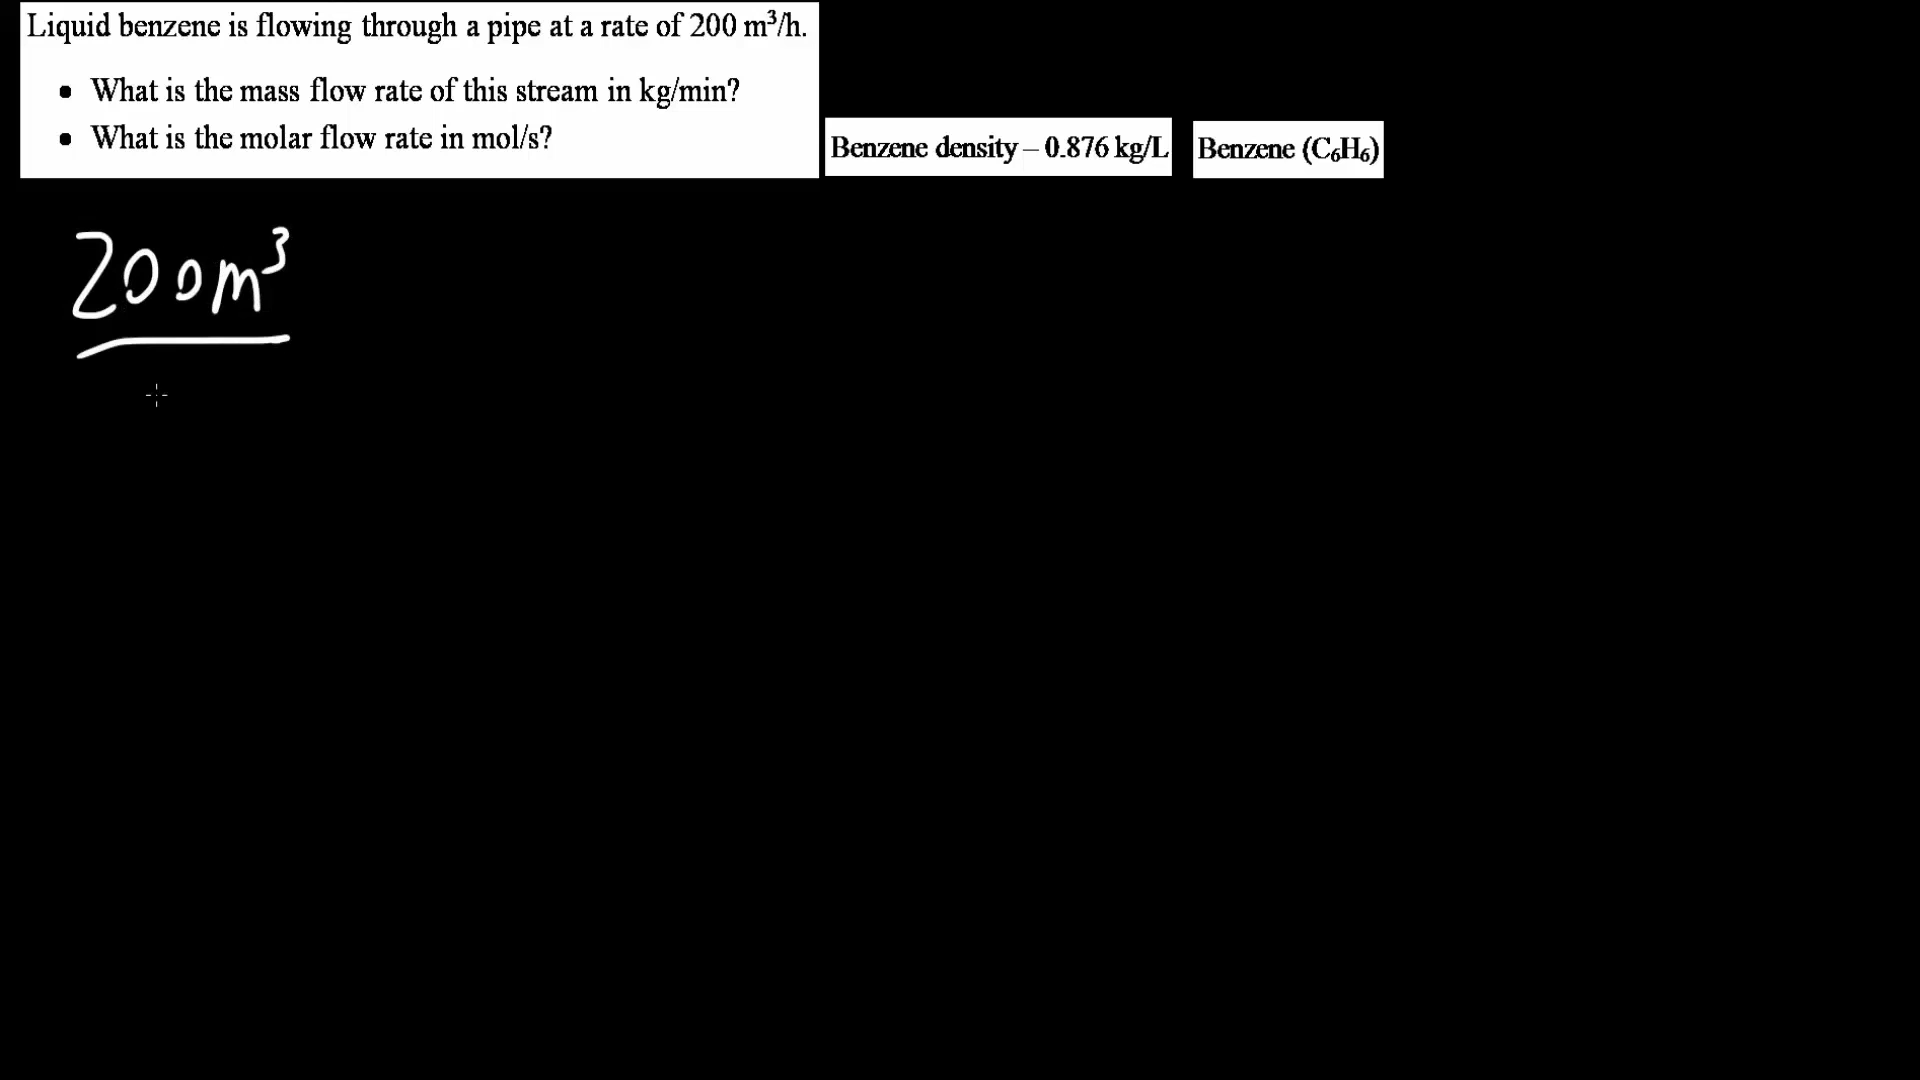 Liquid benzene is flowing through a pipe at a rate of 200 m³/h.
• What is the mass flow rate of this stream in kg/min?
• What is the molar flow rate in mol/s?
Benzene density – 0.876 kg/L
Benzene (C₆H₆)
200m³